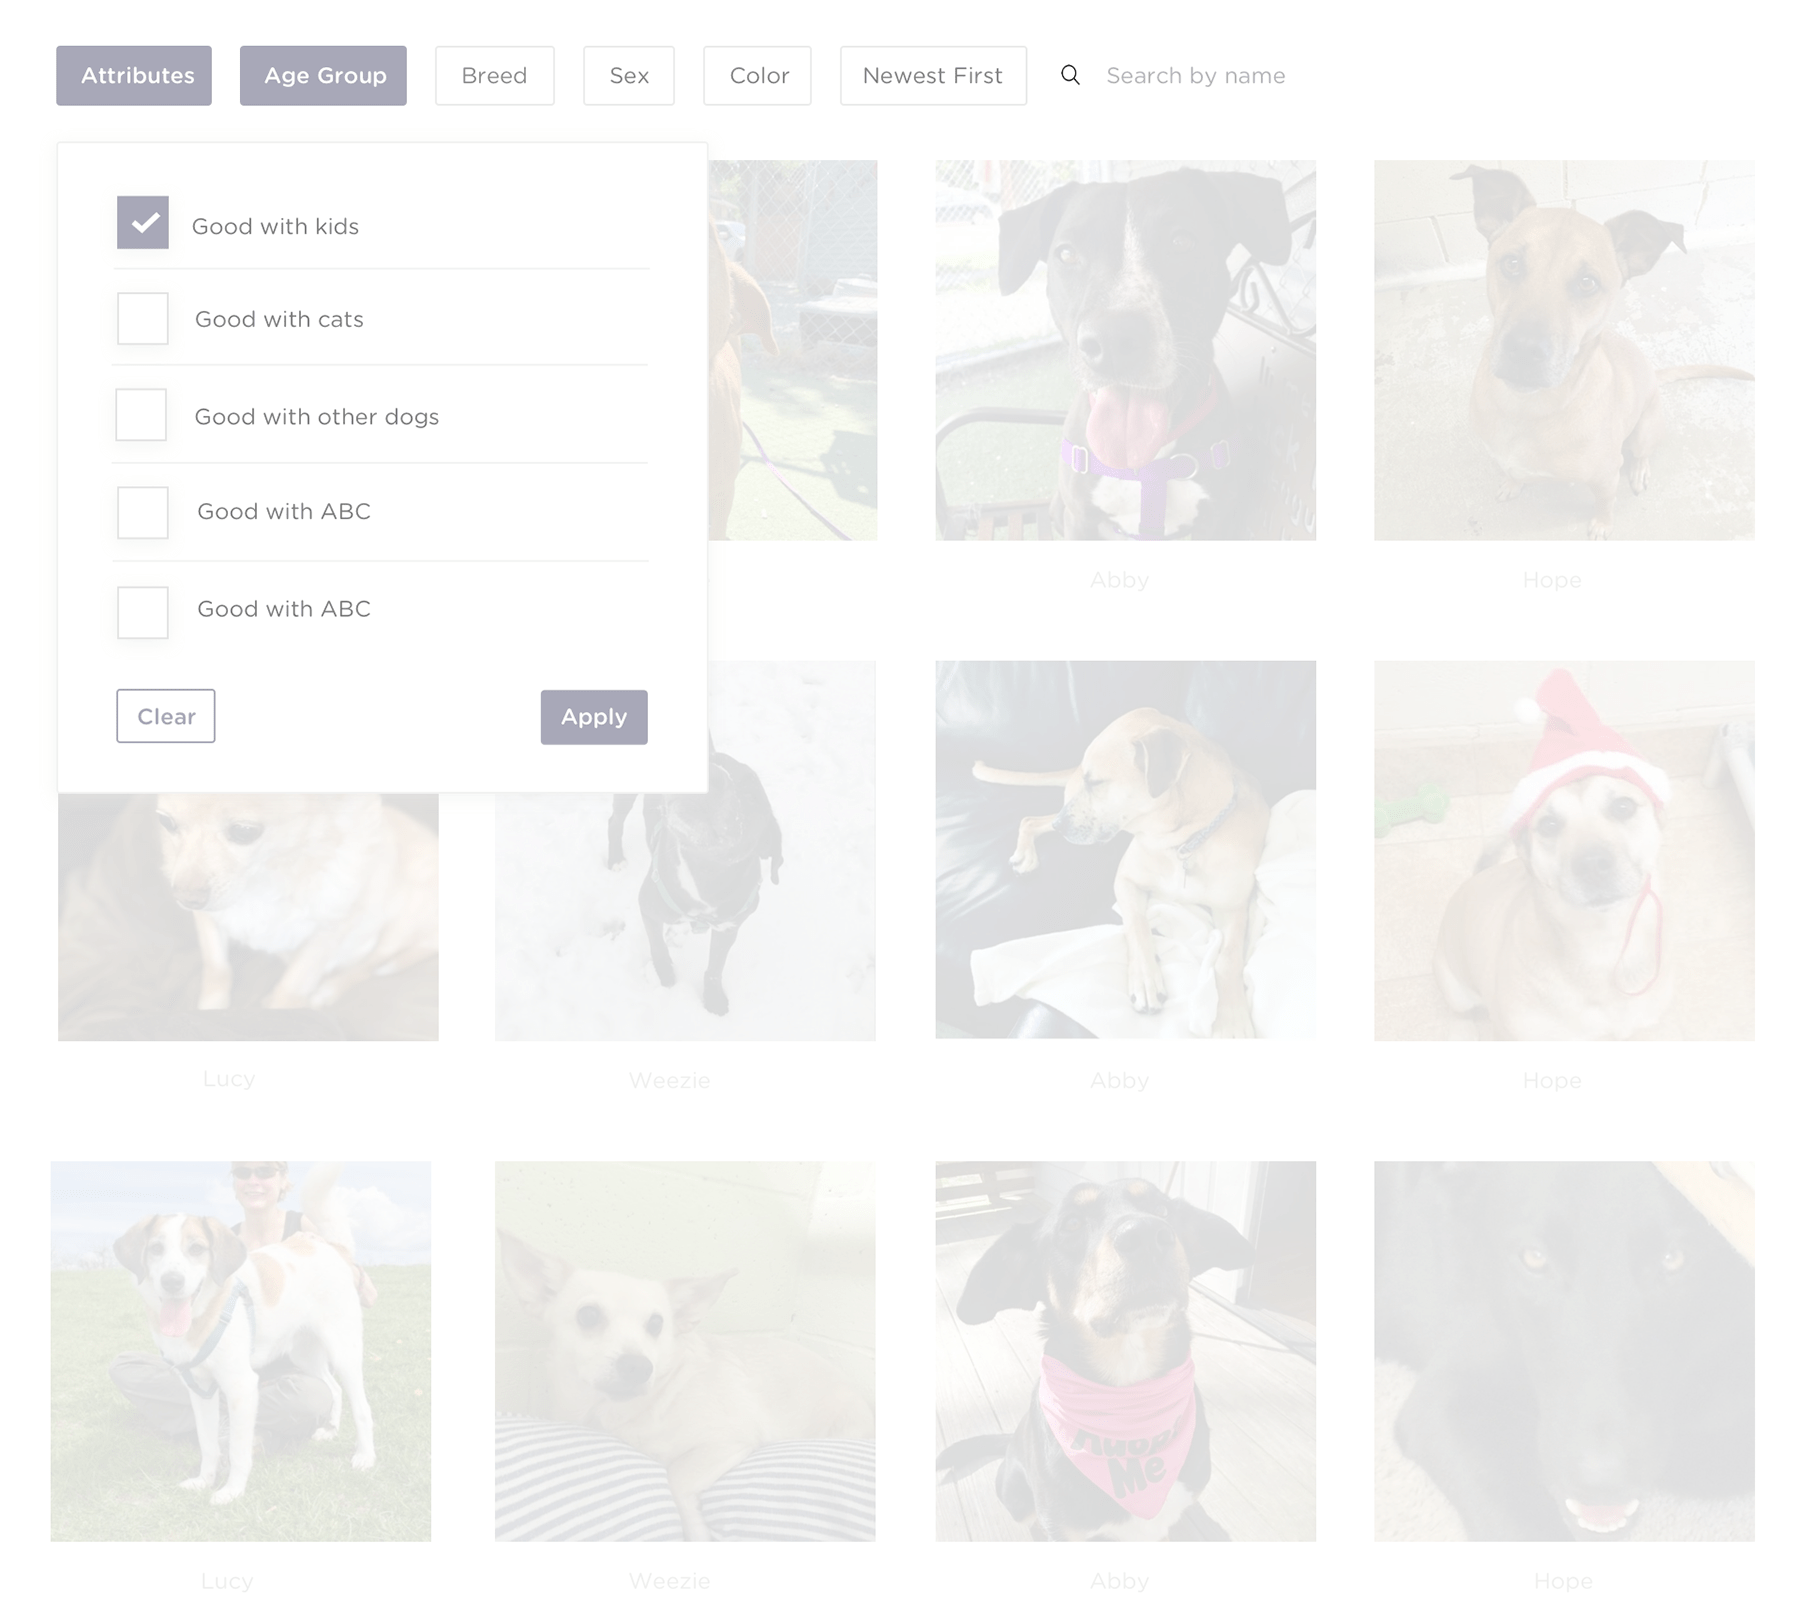 Attributes
Age Group
Breed
Sex
Color
Newest First
Search by name
Good with kids
Good with cats
Good with other dogs
Good with ABC
Good with ABC
Clear
Apply
Abby
Hope
Lucy
Weezie
Abby
Hope
Me
Lucy
Weezie
Abby
Hope